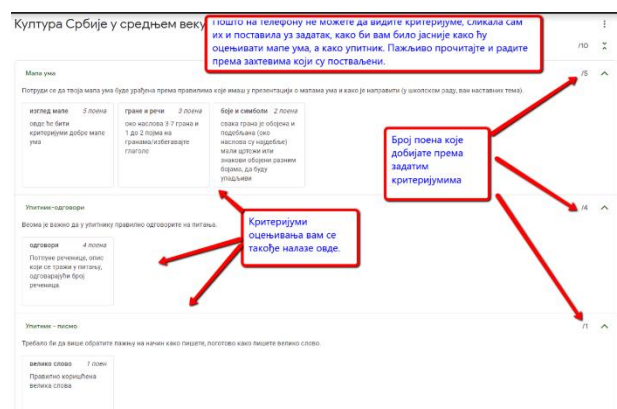 Култура Србије у средњем веку
Пошто на телефону не можете да видите критеријуме, сликала сам
их и поставила уз задатак, како би вам било јасније како ћу
оцењивати мапе ума, а како упитник. Пажљиво прочитајте и радите
према захтевима који су постваљени.
/10
Мапа ума
/5
Потруди се да твоја мапа ума буде урађена према правилима које имаш у презентацији о мапама ума и како је направити (у школском раду, ван наставних тема).
изглед мапе 5 поена
овде ће бити
критеријуми добре мапе
ума
гране и речи 3 поена
око наслова 3-7 грана и
1 до 2 појма на
гранама/избегавајте
глаголе
боје и симболи 2 поена
свака грана је обојена и
подебљана (око
наслова су најдебље)
мали цртежи или
знакови обојени разним
бојама, да буду
упадљиви
Број поена које
добијате према
задатим
критеријумима
Упитник-одговори
/4
Веома је важно да у упитнику правилно одговорите на питања.
одговори 4 поена
Потпуне реченице, опис
који се тражи у питању,
одговарајући број
реченица
Критеријуми
оцењивања вам се
такође налазе овде.
Упитник - писмо
/1
Требало би да више обратите пажњу на начин како пишете, поготово како пишете велико слово.
велико слово 1 поен
Правилно коришћена
велика слова